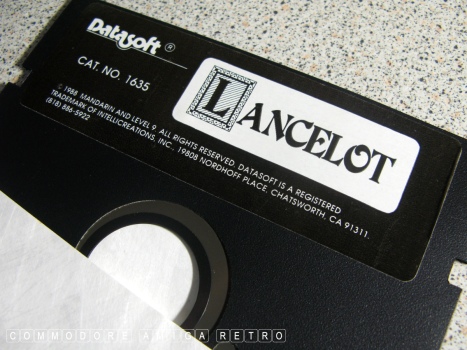 Datasoft ®
CAT. NO. 1635
LANCELOT
© 1988 MANDARIN AND LEVEL 9. ALL RIGHTS RESERVED. DATASOFT IS A REGISTERED
TRADEMARK OF INTELLICREATIONS, INC., 19808 NORDHOFF PLACE, CHATSWORTH, CA 91311.
(818) 886-5922
COMMODORE AMIGA RETRO